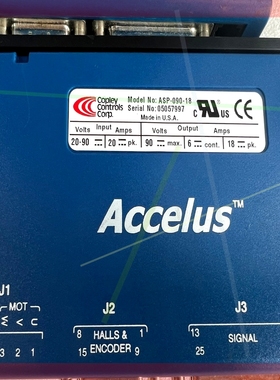 Copley Controls Corp.
Model No: ASP-090-18
Serial No: 05057997
Made in U.S.A.
c UL us
CE
Input Output
Volts Amps Volts Amps
20-90 20 pk. 90 max. 6 cont. 18 pk.
Accelus™
J1 J2 J3
MOT
W V U
3 2 1
8 HALLS & 1
15 ENCODER 9
13 SIGNAL
25